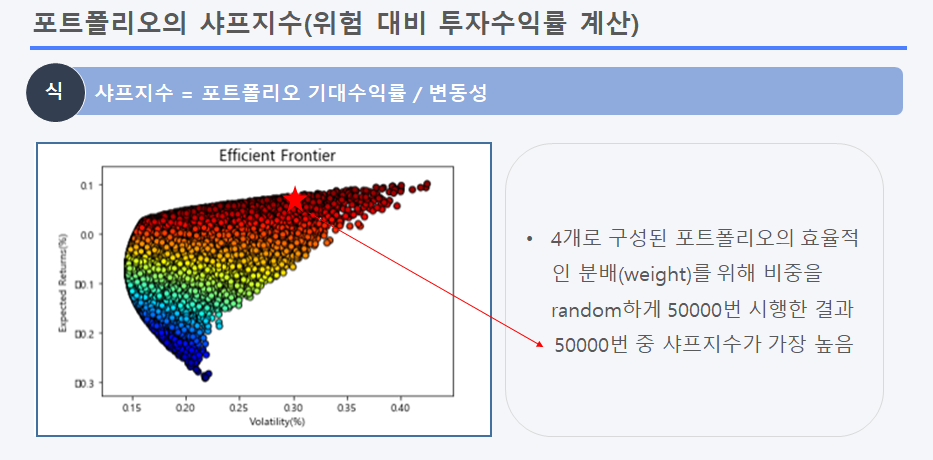 포트폴리오의 샤프지수(위험 대비 투자수익률 계산)
식
샤프지수 = 포트폴리오 기대수익률 / 변동성
Efficient Frontier
Expected Returns(%)
0.1
0.0
□0.1
□0.2
□0.3
0.15 0.20 0.25 0.30 0.35 0.40
Volatility(%)
• 4개로 구성된 포트폴리오의 효율적
인 분배(weight)를 위해 비중을
random하게 50000번 시행한 결과
50000번 중 샤프지수가 가장 높음